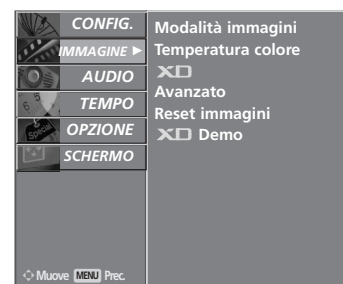 CONFIG.
IMMAGINE ►
AUDIO
TEMPO
OPZIONE
SCHERMO
Modalità immagini
Temperatura colore
XD
Avanzato
Reset immagini
XD Demo
Muove MENU Prec.